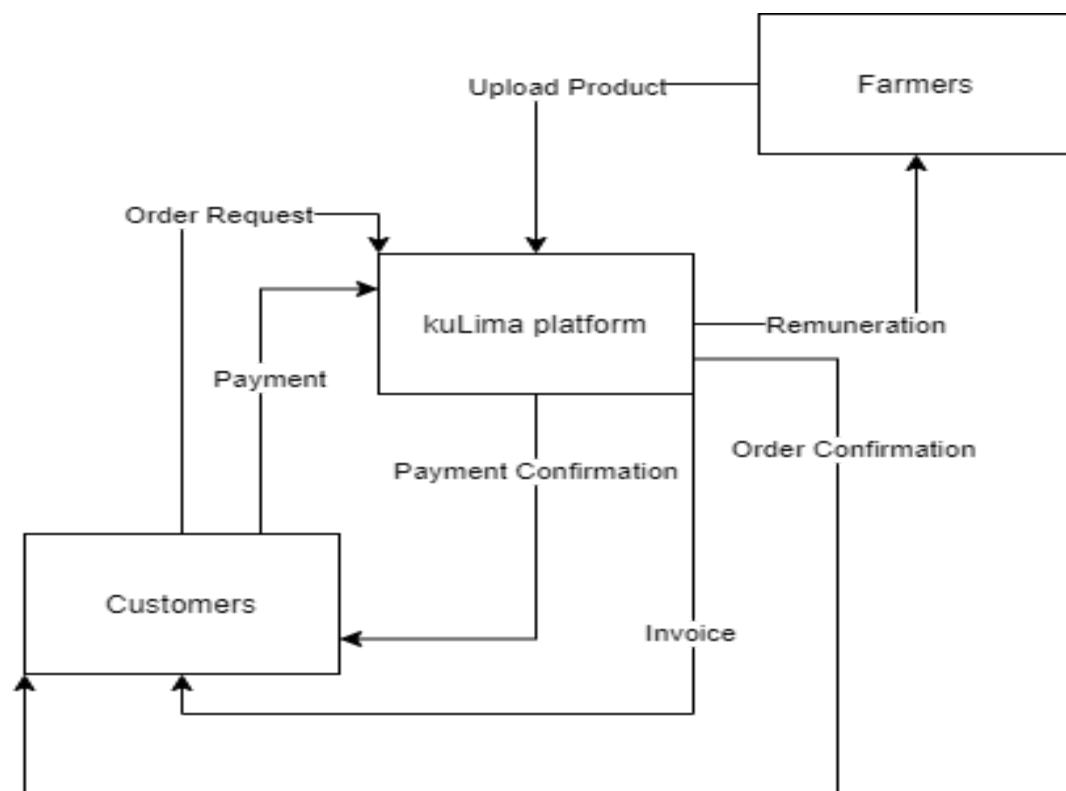 Farmers
Upload Product
Order Request
kuLima platform
Remuneration
Payment
Order Confirmation
Payment Confirmation
Customers
Invoice